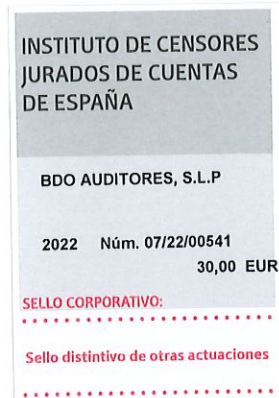 INSTITUTO DE CENSORES
JURADOS DE CUENTAS
DE ESPAÑA
BDO AUDITORES, S.L.P
2022 Núm. 07/22/00541
30,00 EUR
SELLO CORPORATIVO:
Sello distintivo de otras actuaciones